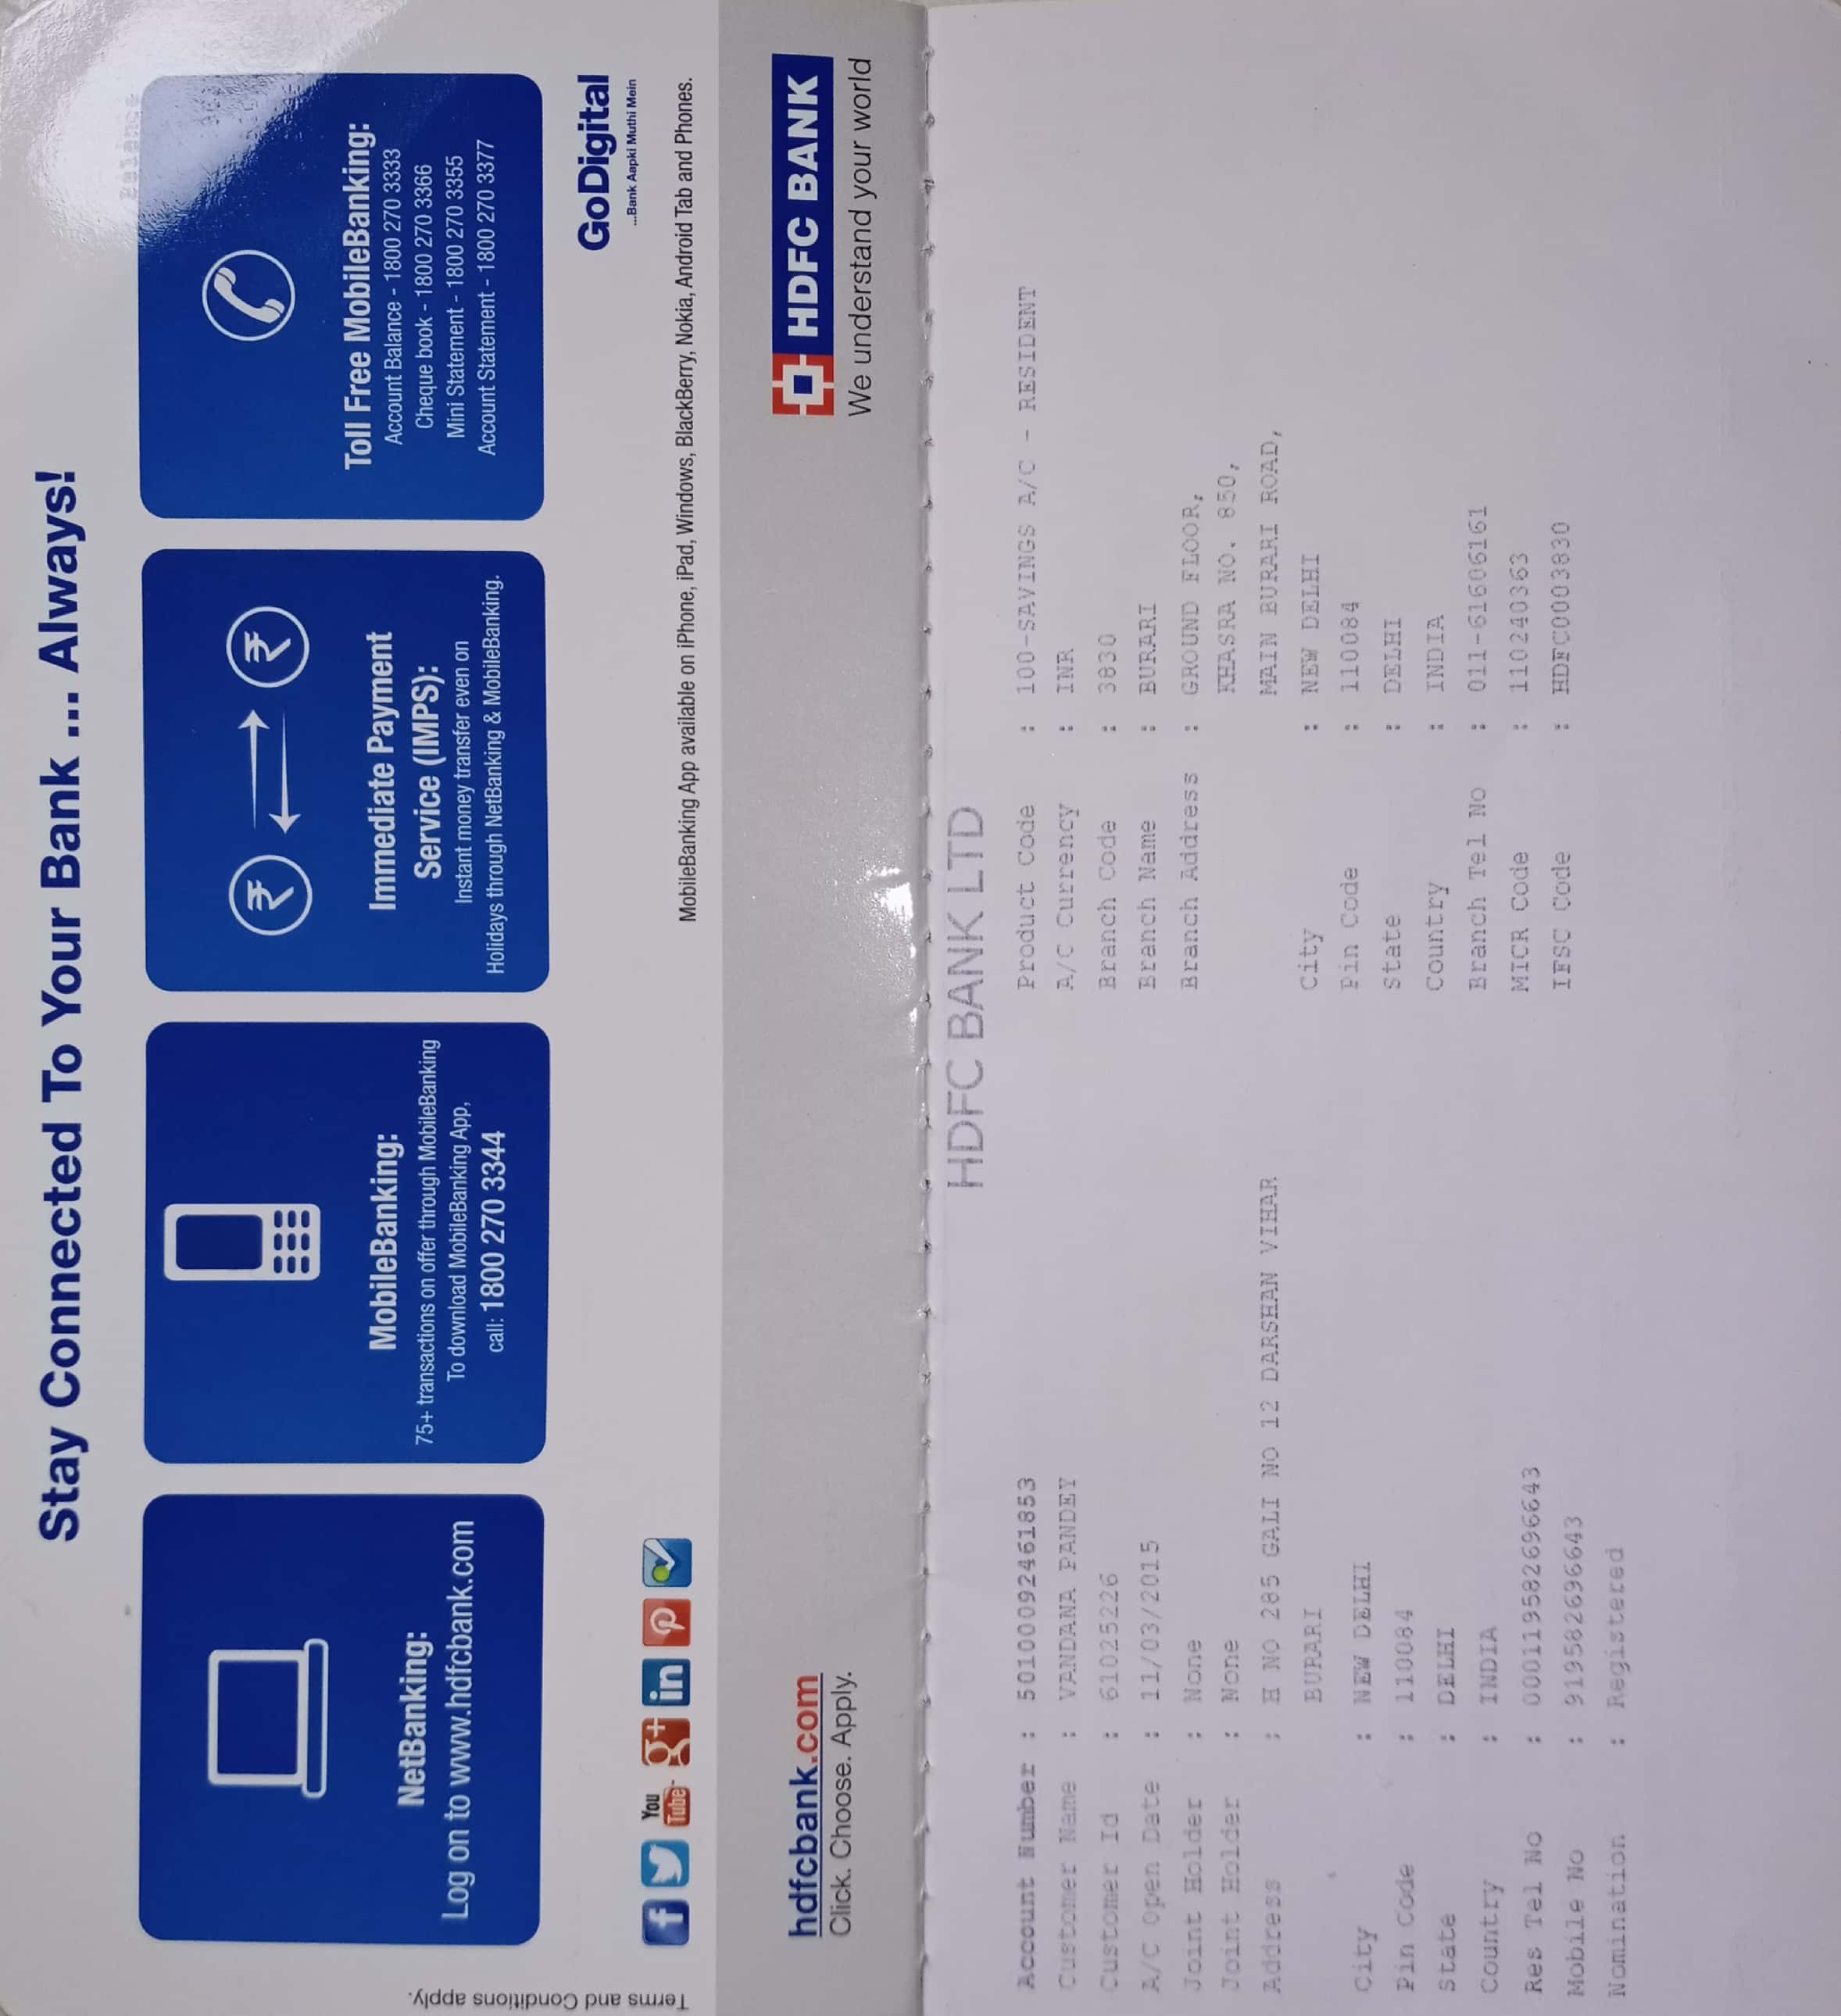 Stay Connected To Your Bank ... Always!
Balance
NetBanking:
Log on to www.hdfcbank.com
MobileBanking:
75+ transactions on offer through MobileBanking
To download MobileBanking App,
call: 1800 270 3344
Immediate Payment
Service (IMPS):
Instant money transfer even on
Holidays through NetBanking & MobileBanking.
Toll Free MobileBanking:
Account Balance - 1800 270 3333
Cheque book - 1800 270 3366
Mini Statement - 1800 270 3355
Account Statement - 1800 270 3377
Terms and Conditions apply.
GoDigital
...Bank Aapki Muthi Mein
f You Tube g+ in
MobileBanking App available on iPhone, iPad, Windows, BlackBerry, Nokia, Android Tab and Phones.
hdfcbank.com
Click. Choose. Apply.
HDFC BANK
We understand your world
HDFC BANK LTD
Account Number : 50100092461853
Customer Name : VANDANA PANDEY
Customer Id : 61025226
A/C Open Date : 11/03/2015
Joint Holder : None
Joint Holder : None
Address : H NO 285 GALI NO 12 DARSHAN VIHAR
BURARI
City : NEW DELHI
Pin Code : 110084
State : DELHI
Country : INDIA
Res Tel No : 000119582696643
Mobile No : 919582696643
Nomination : Registered
Product Code : 100-SAVINGS A/C - RESIDENT
A/C Currency : INR
Branch Code : 3830
Branch Name : BURARI
Branch Address : GROUND FLOOR,
KHASRA NO. 850,
MAIN BURARI ROAD,
City : NEW DELHI
Pin Code : 110084
State : DELHI
Country : INDIA
Branch Tel No : 011-61606161
MICR Code : 110240363
IFSC Code : HDFC0003830